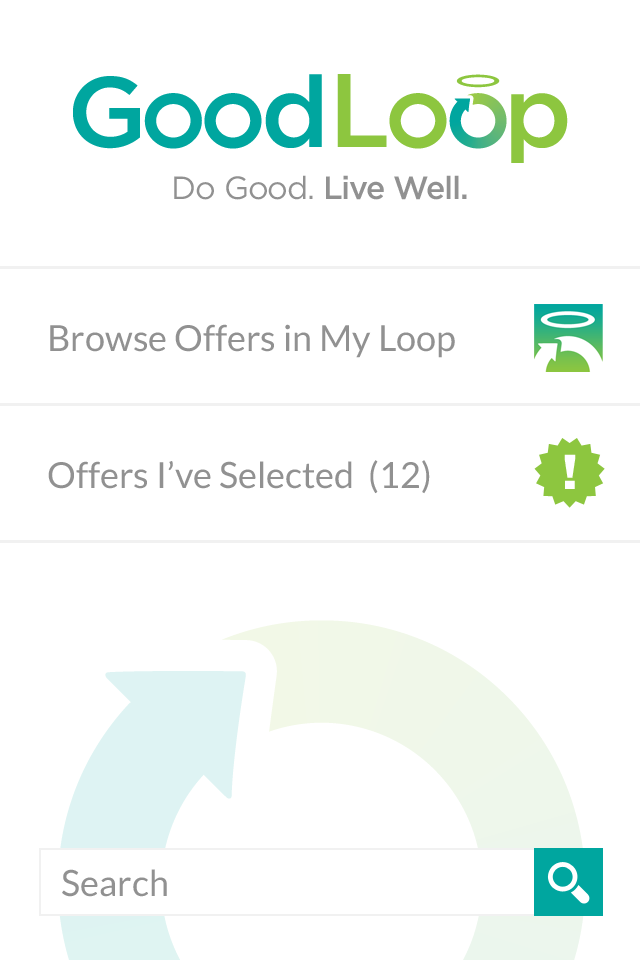 GoodLoop
Do Good. Live Well.
Browse Offers in My Loop
Offers I’ve Selected (12)
!
Search